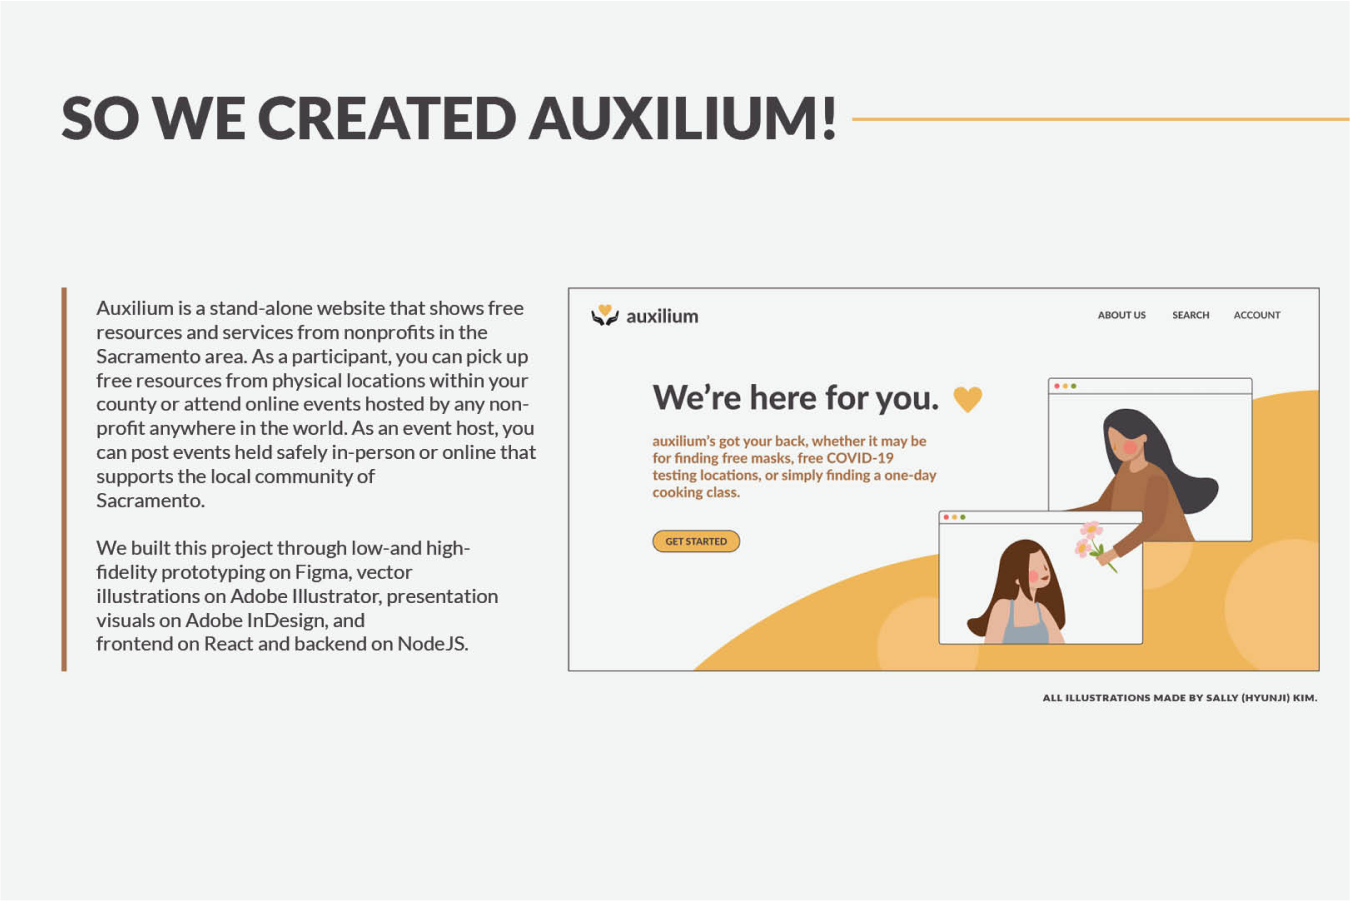 SO WE CREATED AUXILIUM!
Auxilium is a stand-alone website that shows free
resources and services from nonprofits in the
Sacramento area. As a participant, you can pick up
free resources from physical locations within your
county or attend online events hosted by any non-
profit anywhere in the world. As an event host, you
can post events held safely in-person or online that
supports the local community of
Sacramento.
We built this project through low-and high-
fidelity prototyping on Figma, vector
illustrations on Adobe Illustrator, presentation
visuals on Adobe InDesign, and
frontend on React and backend on NodeJS.
auxilium
ABOUT US SEARCH ACCOUNT
We’re here for you.
auxilium’s got your back, whether it may be
for finding free masks, free COVID-19
testing locations, or simply finding a one-day
cooking class.
GET STARTED
ALL ILLUSTRATIONS MADE BY SALLY (HYUNJI) KIM.